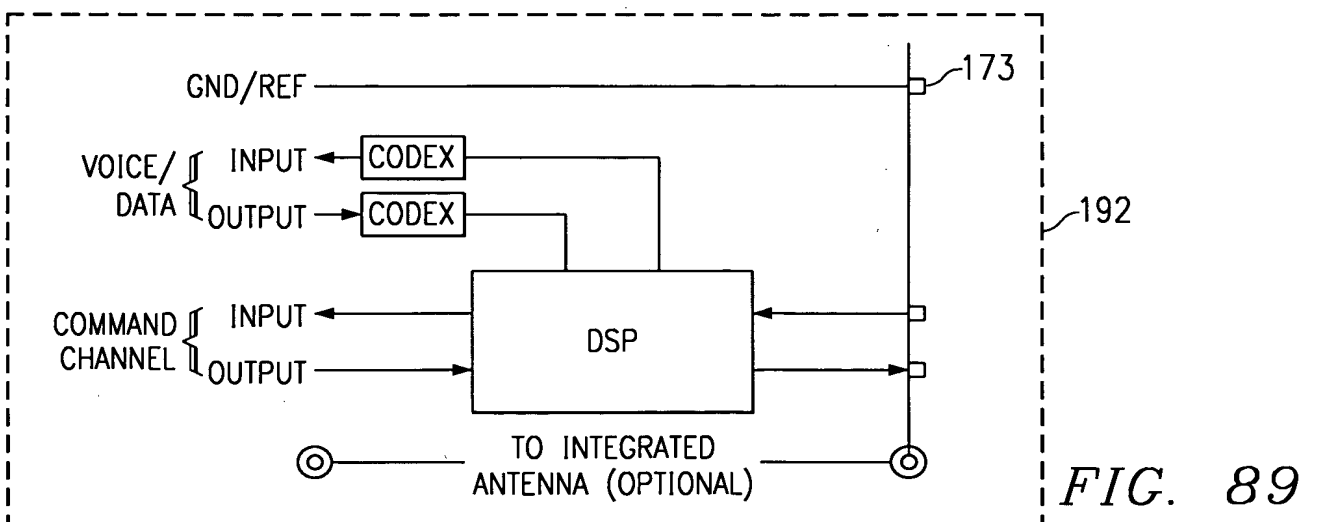 GND/REF
173
VOICE/
DATA
INPUT
CODEX
OUTPUT
CODEX
192
COMMAND
CHANNEL
INPUT
OUTPUT
DSP
TO INTEGRATED
ANTENNA (OPTIONAL)
FIG. 89